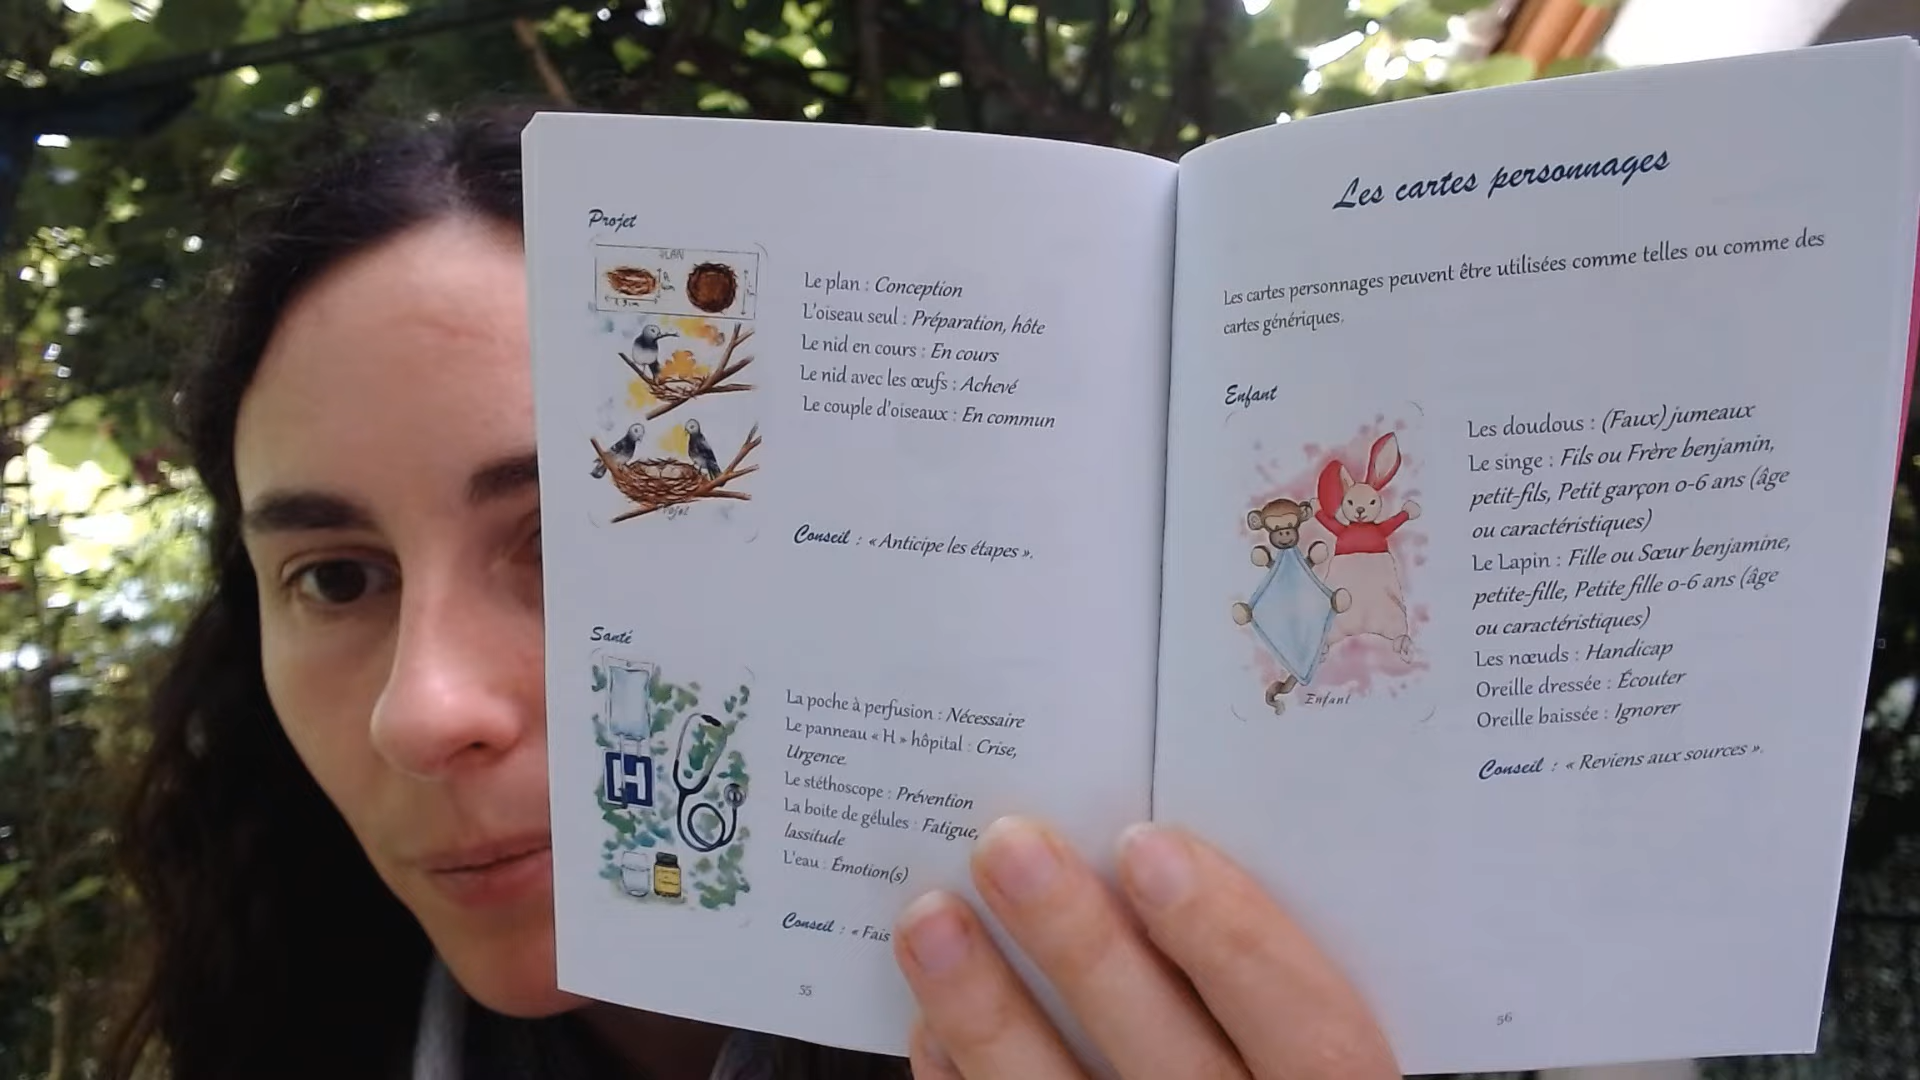 Projet
PLAN
Le plan : Conception
L'oiseau seul : Préparation, hôte
Le nid en cours : En cours
Le nid avec les œufs : Achevé
Le couple d'oiseaux : En commun
Projet
Conseil : « Anticipe les étapes ».
Santé
H
La poche à perfusion : Nécessaire
Le panneau « H » hôpital : Crise,
Urgence.
Le stéthoscope : Prévention
La boite de gélules : Fatigue,
lassitude
L'eau : Émotion(s)
Conseil : « Fais
55
Les cartes personnages
Les cartes personnages peuvent être utilisées comme telles ou comme des
cartes génériques.
Enfant
Enfant
Les doudous : (Faux) jumeaux
Le singe : Fils ou Frère benjamin,
petit-fils, Petit garçon 0-6 ans (âge
ou caractéristiques)
Le Lapin : Fille ou Sœur benjamine,
petite-fille, Petite fille 0-6 ans (âge
ou caractéristiques)
Les nœuds : Handicap
Oreille dressée : Écouter
Oreille baissée : Ignorer
Conseil : « Reviens aux sources ».
56